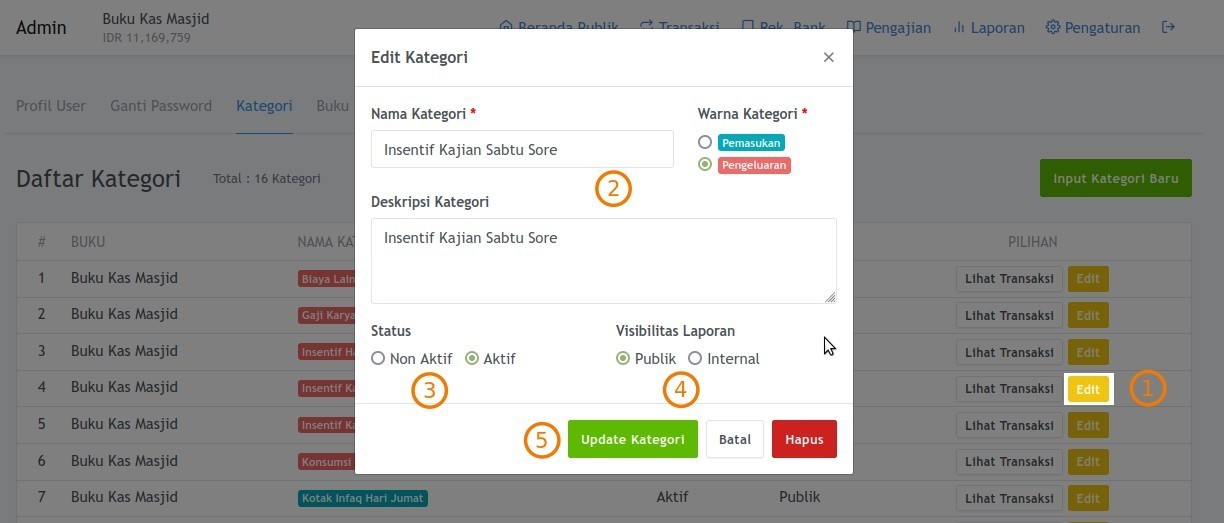 Admin
Buku Kas Masjid
IDR 11,169,759
Beranda Publik Transaksi Rek. Bank Pengajian Laporan Pengaturan
Profil User Ganti Password Kategori Buku
Daftar Kategori Total : 16 Kategori Input Kategori Baru
# BUKU NAMA PILIHAN
1 Buku Kas Masjid Biaya Lain Lihat Transaksi Edit
2 Buku Kas Masjid Gaji Lihat Transaksi Edit
3 Buku Kas Masjid Insentif Lihat Transaksi Edit
4 Buku Kas Masjid Insentif Lihat Transaksi Edit 1
5 Buku Kas Masjid Insentif Lihat Transaksi Edit
6 Buku Kas Masjid Konsumsi Lihat Transaksi Edit
7 Buku Kas Masjid Kotak Infaq Hari Jumat Aktif Publik Lihat Transaksi Edit
Edit Kategori ×
Nama Kategori * Warna Kategori *
Insentif Kajian Sabtu Sore Pemasukan
Pengeluaran
2
Deskripsi Kategori
Insentif Kajian Sabtu Sore
Status Visibilitas Laporan
Non Aktif Aktif Publik Internal
3 4
5 Update Kategori Batal Hapus